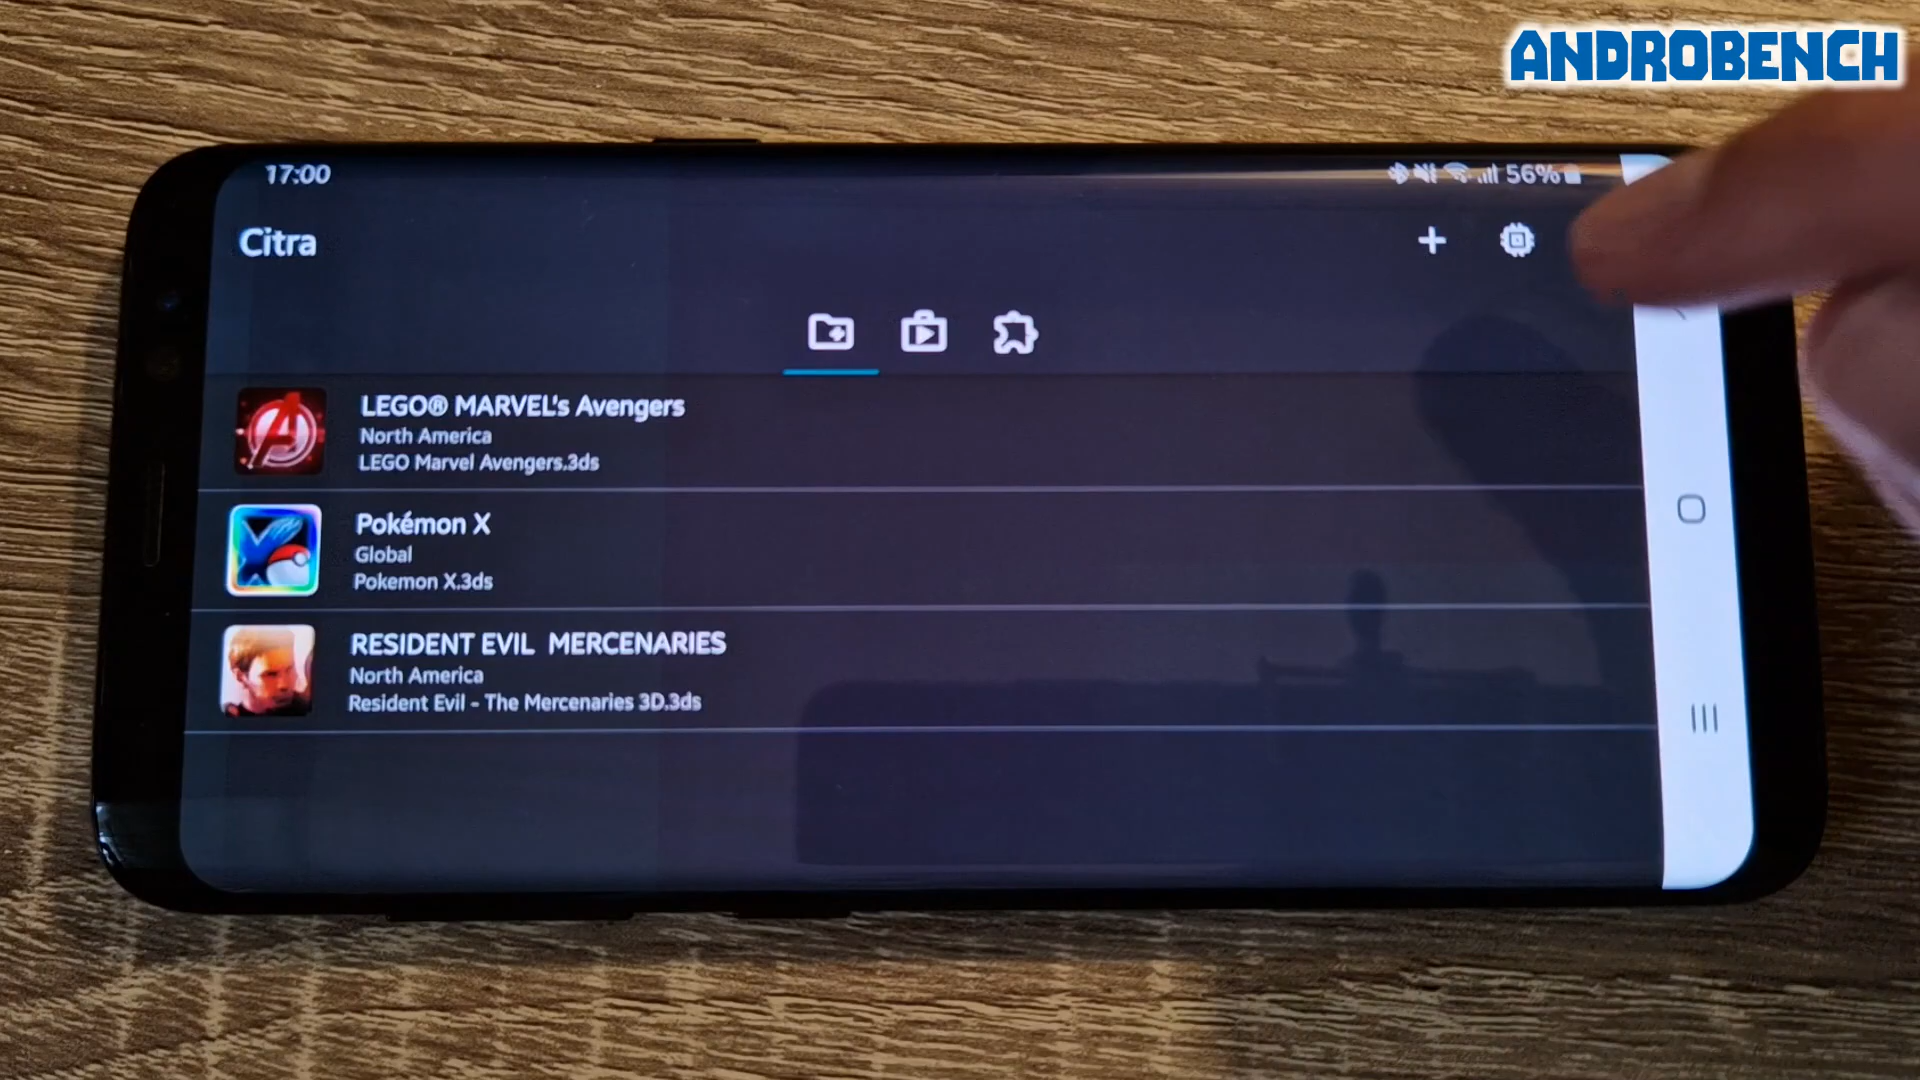 ANDROBENCH
17:00
56%
Citra
LEGO® MARVEL's Avengers
North America
LEGO Marvel Avengers.3ds
Pokémon X
Global
Pokemon X.3ds
RESIDENT EVIL MERCENARIES
North America
Resident Evil - The Mercenaries 3D.3ds